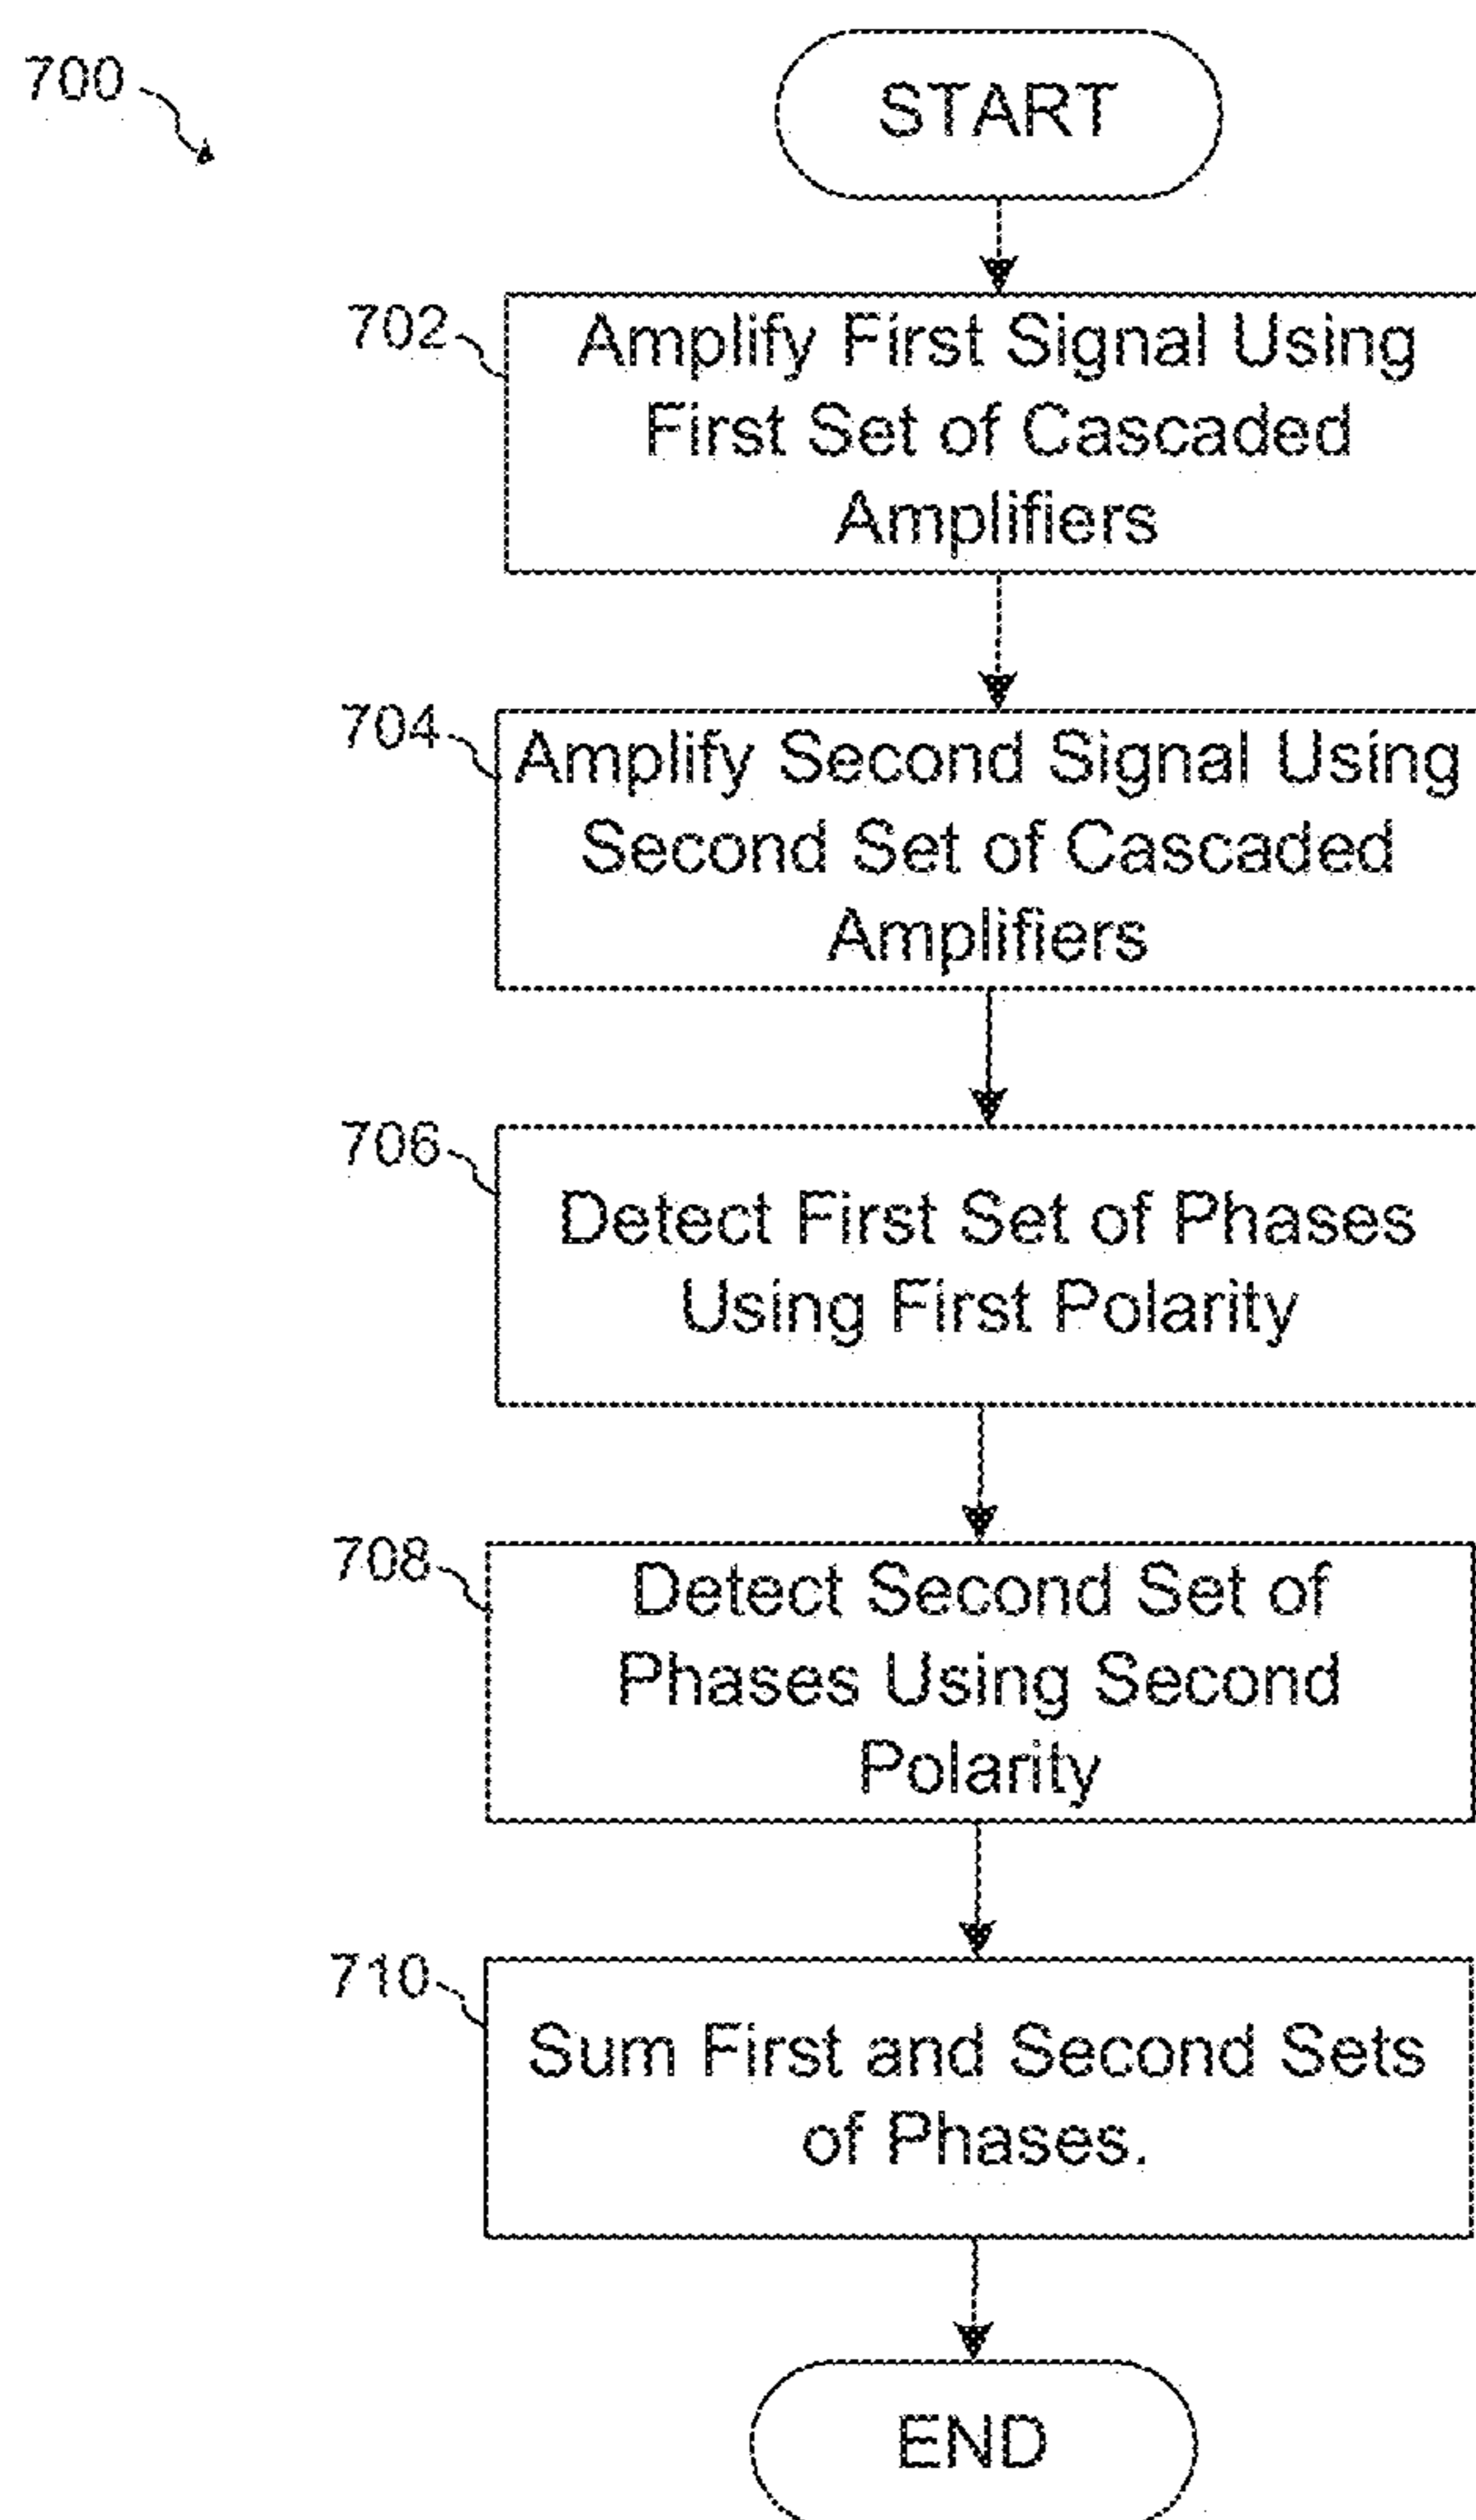 700
START
702
Amplify First Signal Using
First Set of Cascaded
Amplifiers
704
Amplify Second Signal Using
Second Set of Cascaded
Amplifiers
706
Detect First Set of Phases
Using First Polarity
708
Detect Second Set of
Phases Using Second
Polarity
710
Sum First and Second Sets
of Phases.
END